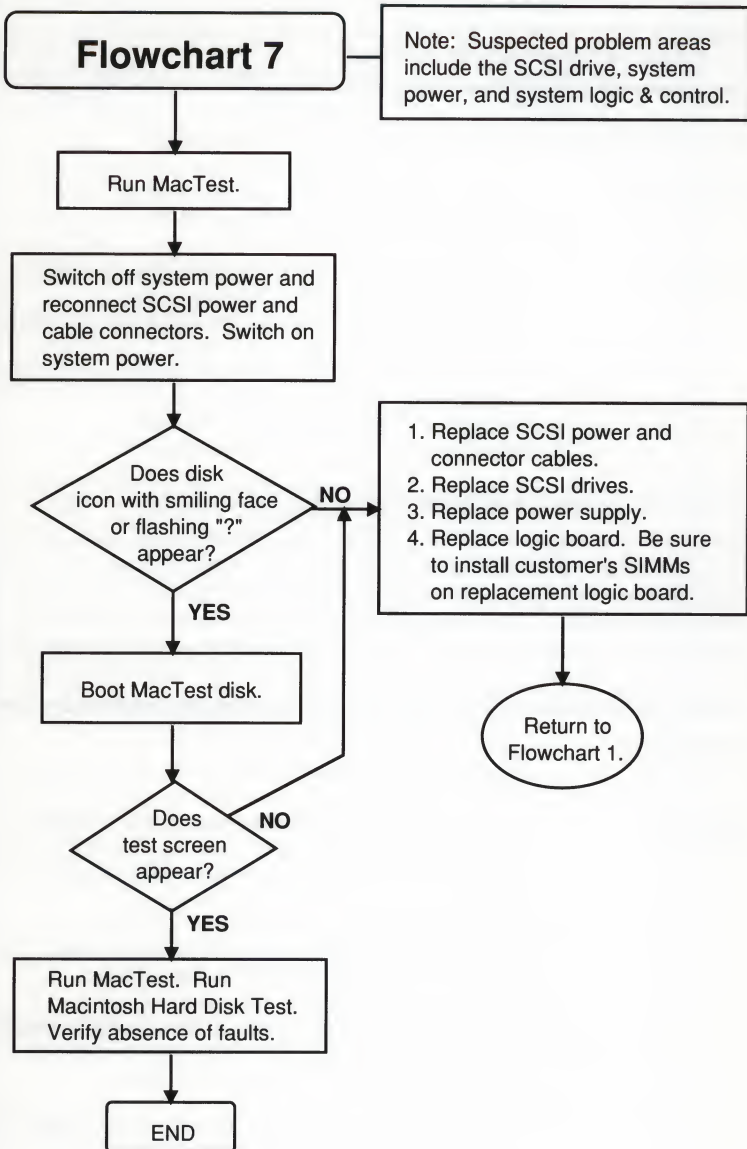 Flowchart 7
Note: Suspected problem areas
include the SCSI drive, system
power, and system logic & control.
Run MacTest.
Switch off system power and
reconnect SCSI power and
cable connectors. Switch on
system power.
Does disk
icon with smiling face
or flashing "?"
appear?
NO
YES
1. Replace SCSI power and
connector cables.
2. Replace SCSI drives.
3. Replace power supply.
4. Replace logic board. Be sure
to install customer's SIMMs
on replacement logic board.
Return to
Flowchart 1.
Boot MacTest disk.
Does
test screen
appear?
NO
YES
Run MacTest. Run
Macintosh Hard Disk Test.
Verify absence of faults.
END